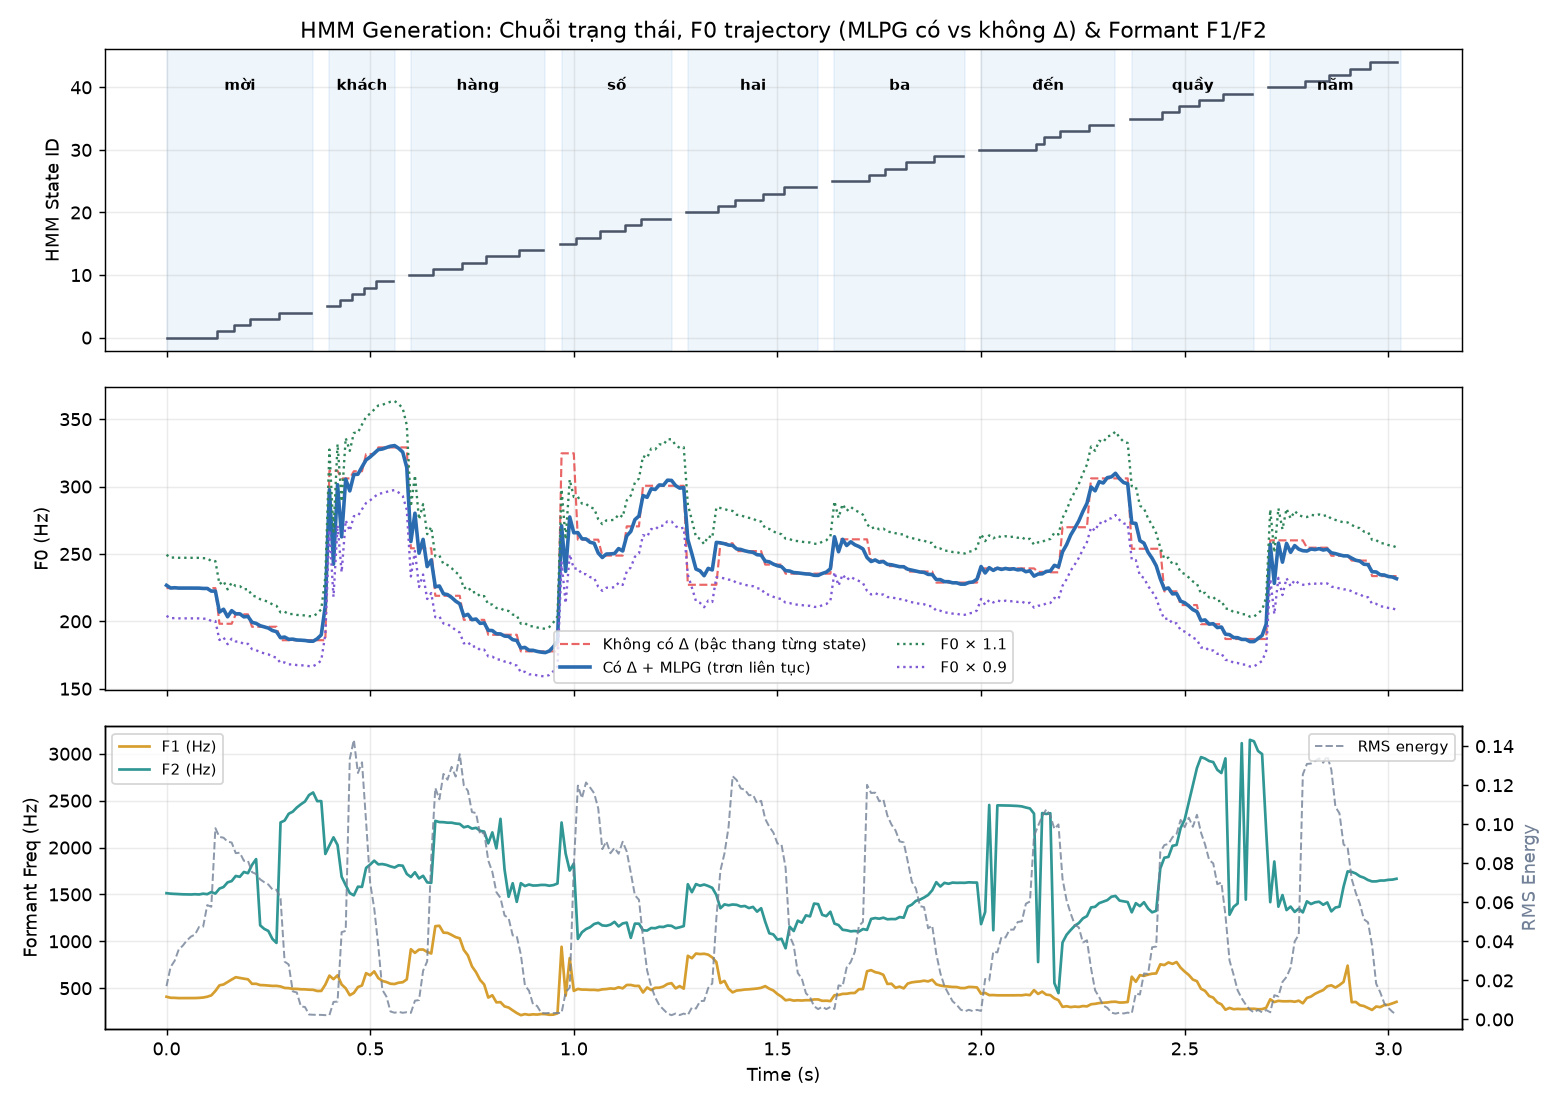 HMM Generation: Chuỗi trạng thái, F0 trajectory (MLPG có vs không Δ) & Formant F1/F2
HMM State ID
40
30
20
10
0
mời khách hàng số hai ba đến quầy năm
F0 (Hz)
350
300
250
200
150
Không có Δ (bậc thang từng state)
Có Δ + MLPG (trơn liên tục)
F0 × 1.1
F0 × 0.9
Formant Freq (Hz)
3000
2500
2000
1500
1000
500
F1 (Hz)
F2 (Hz)
RMS energy
0.14
0.12
0.10
0.08
0.06
0.04
0.02
0.00
RMS Energy
0.0 0.5 1.0 1.5 2.0 2.5 3.0
Time (s)